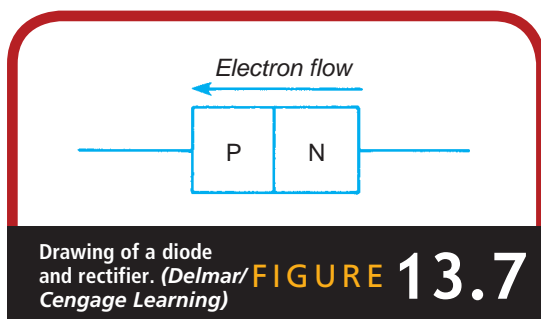 Electron flow
P N
Drawing of a diode
and rectifier. (Delmar/
Cengage Learning)
FIGURE 13.7